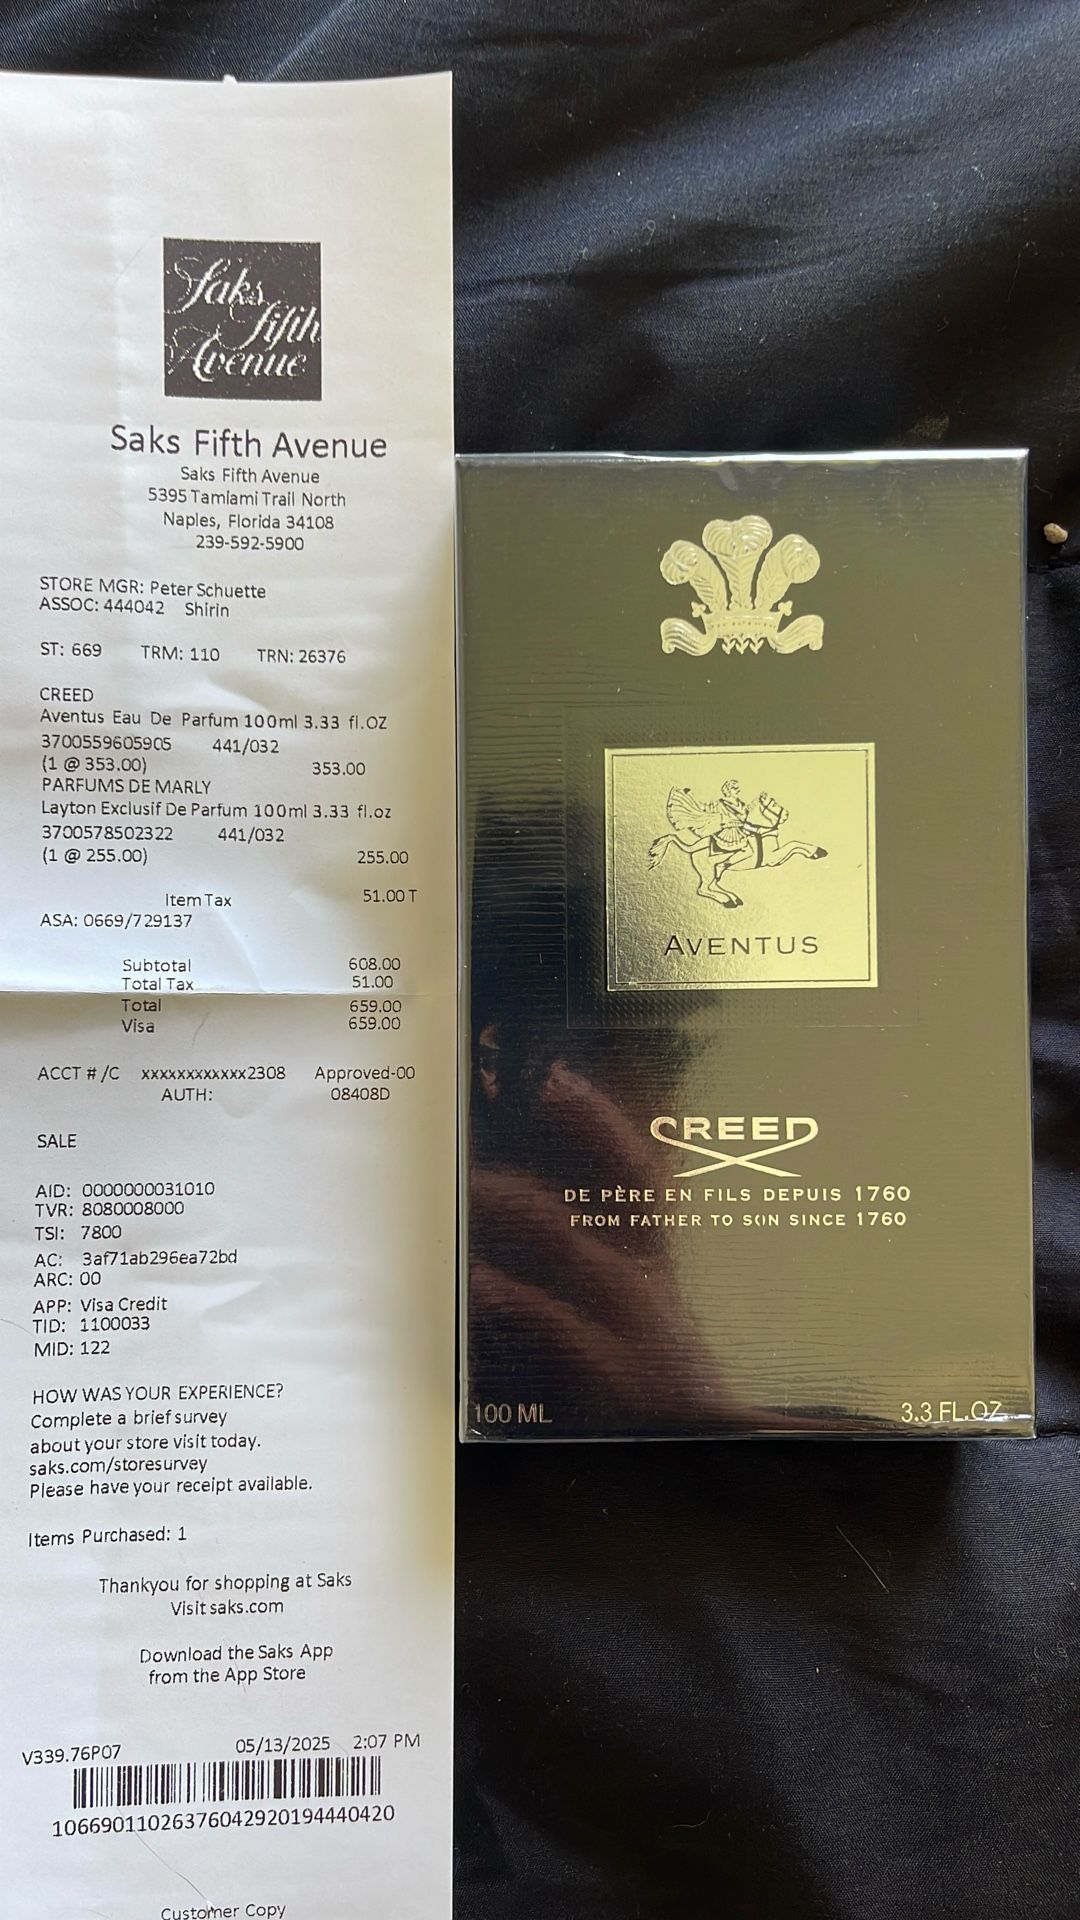 Saks
Fifth
Avenue
Saks Fifth Avenue
Saks Fifth Avenue
5395 Tamiami Trail North
Naples, Florida 34108
239-592-5900
STORE MGR: Peter Schuette
ASSOC: 444042 Shirin
ST: 669 TRM: 110 TRN: 26376
CREED
Aventus Eau De Parfum 100ml 3.33 fl.OZ
3700559605905 441/032
(1 @ 353.00) 353.00
PARFUMS DE MARLY
Layton Exclusif De Parfum 100ml 3.33 fl.oz
3700578502322 441/032
(1 @ 255.00) 255.00
Item Tax 51.00 T
ASA: 0669/729137
Subtotal 608.00
Total Tax 51.00
Total 659.00
Visa 659.00
ACCT # /C xxxxxxxxxxxx2308 Approved-00
AUTH: 08408D
SALE
AID: 0000000031010
TVR: 8080008000
TSI: 7800
AC: 3af71ab296ea72bd
ARC: 00
APP: Visa Credit
TID: 1100033
MID: 122
HOW WAS YOUR EXPERIENCE?
Complete a brief survey
about your store visit today.
saks.com/storesurvey
Please have your receipt available.
Items Purchased: 1
Thankyou for shopping at Saks
Visit saks.com
Download the Saks App
from the App Store
V339.76P07 05/13/2025 2:07 PM
10669011026376042920194440420
Customer Copy
AVENTUS
CREED
DE PÈRE EN FILS DEPUIS 1760
FROM FATHER TO SON SINCE 1760
100 ML 3.3 FL.OZ